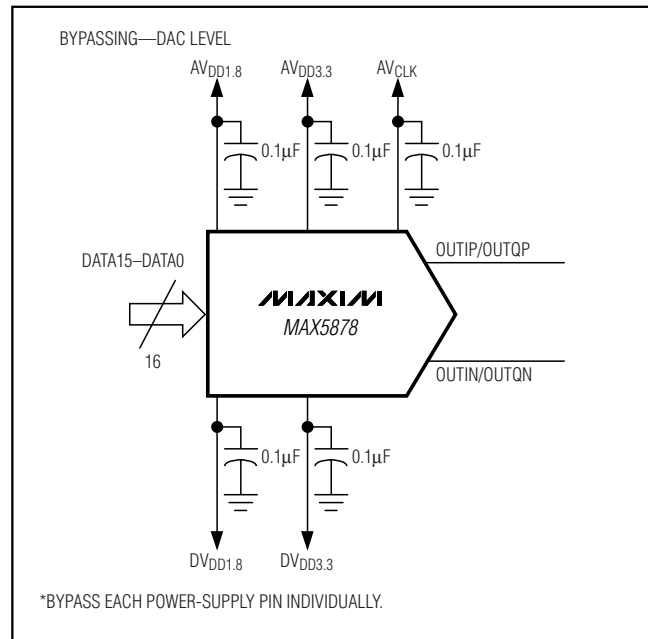 BYPASSING—DAC LEVEL
AVDD1.8 AVDD3.3 AVCLK
0.1µF 0.1µF 0.1µF
DATA15–DATA0
16
MAXIM
MAX5878
OUTIP/OUTQP
OUTIN/OUTQN
0.1µF 0.1µF
DVDD1.8 DVDD3.3
*BYPASS EACH POWER-SUPPLY PIN INDIVIDUALLY.